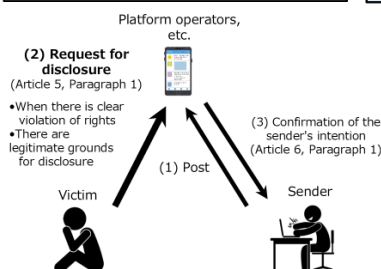 Platform operators,
etc.
(2) Request for
disclosure
(Article 5, Paragraph 1)
•When there is clear
violation of rights
•There are
legitimate grounds
for disclosure
(3) Confirmation of the
sender's intention
(Article 6, Paragraph 1)
(1) Post
Victim
Sender